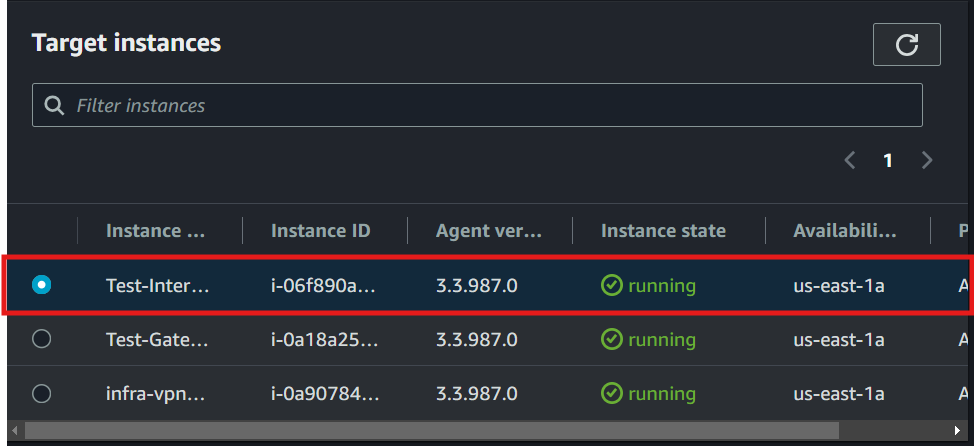 Target instances
Filter instances
1
Instance ... Instance ID Agent ver... Instance state Availabili... P
Test-Inter... i-06f890a... 3.3.987.0 running us-east-1a A
Test-Gate... i-0a18a25... 3.3.987.0 running us-east-1a A
infra-vpn... i-0a90784... 3.3.987.0 running us-east-1a A